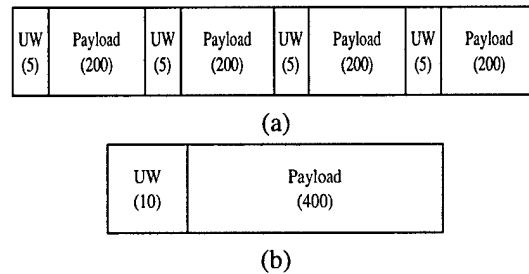 UW Payload UW Payload UW Payload UW Payload
(5) (200) (5) (200) (5) (200) (5) (200)
(a)
UW Payload
(10) (400)
(b)